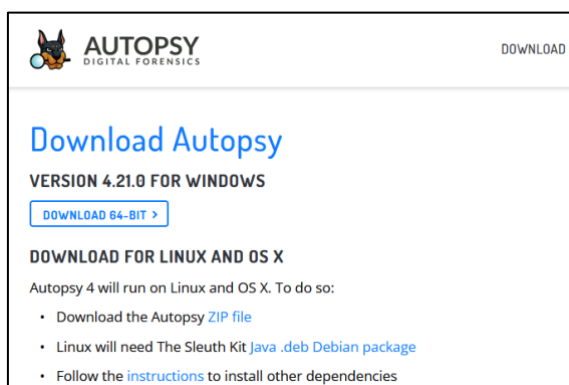 AUTOPSY
DIGITAL FORENSICS
DOWNLOAD
Download Autopsy
VERSION 4.21.0 FOR WINDOWS
DOWNLOAD 64-BIT >
DOWNLOAD FOR LINUX AND OS X
Autopsy 4 will run on Linux and OS X. To do so:
• Download the Autopsy ZIP file
• Linux will need The Sleuth Kit Java .deb Debian package
• Follow the instructions to install other dependencies